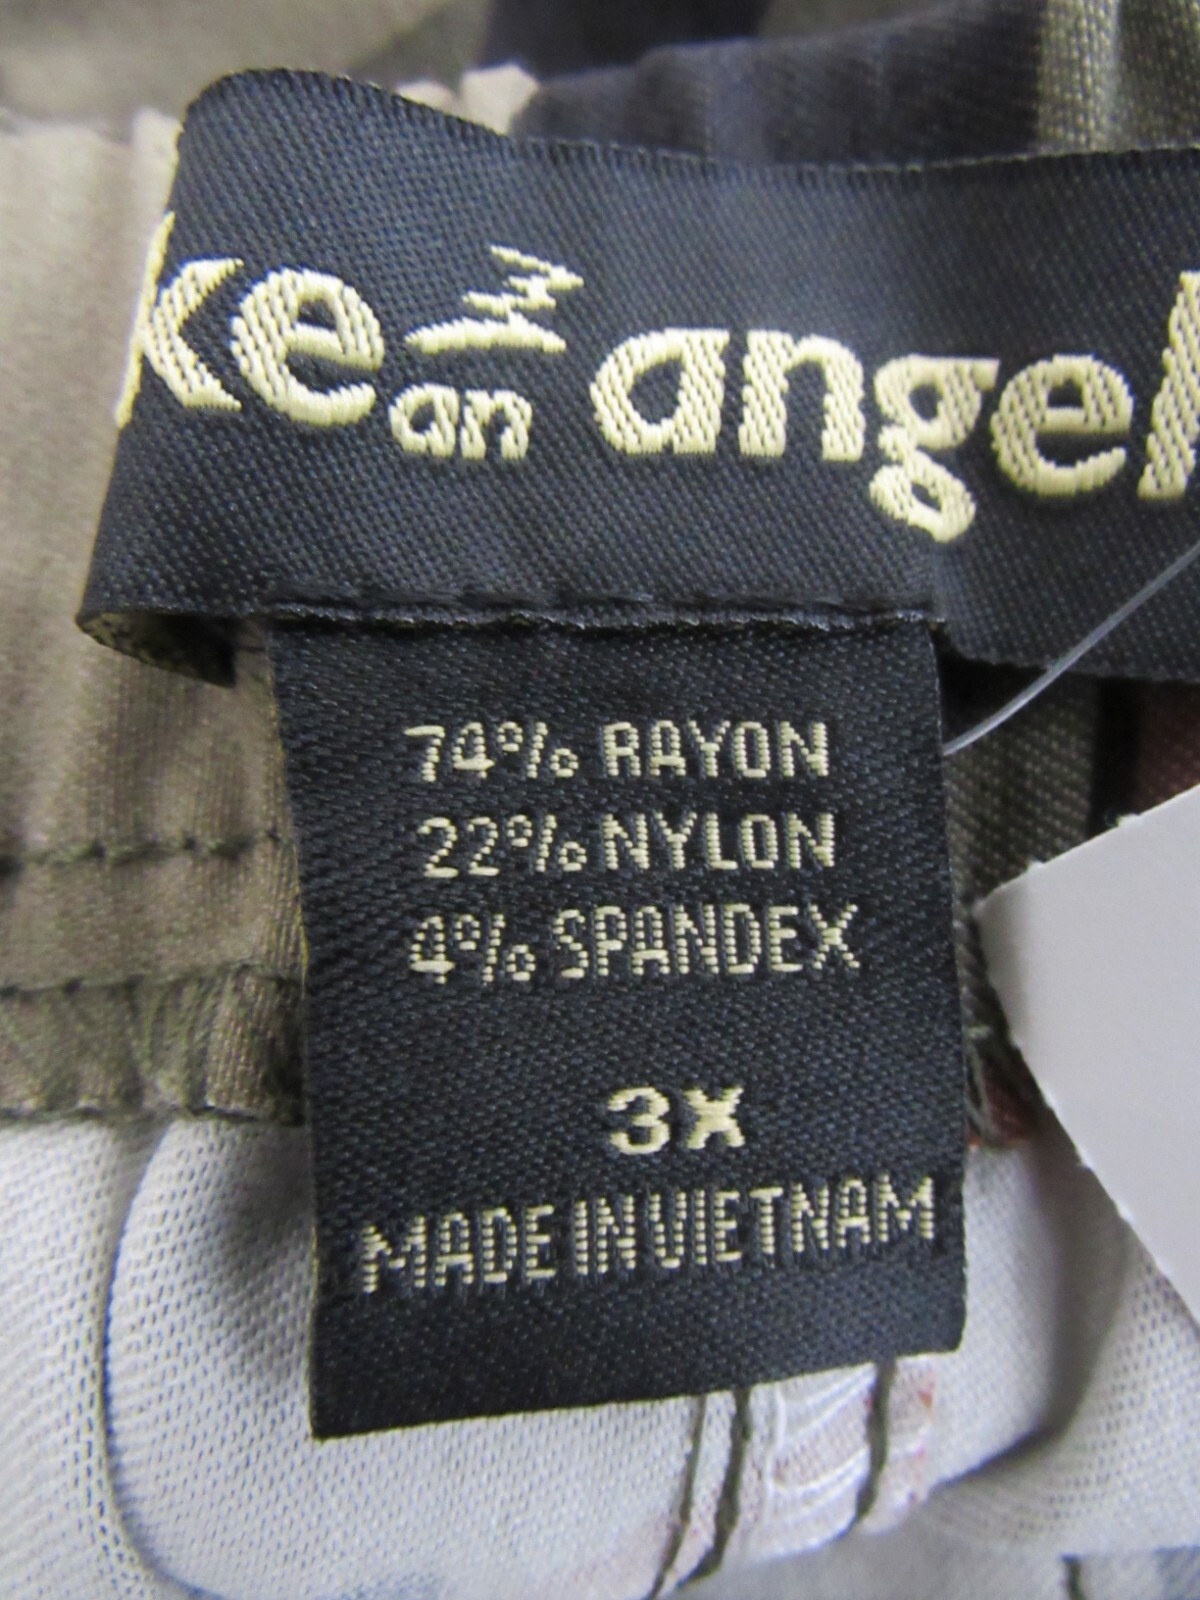 ke an angel
74% RAYON
22% NYLON
4% SPANDEX
3X
MADE IN VIETNAM